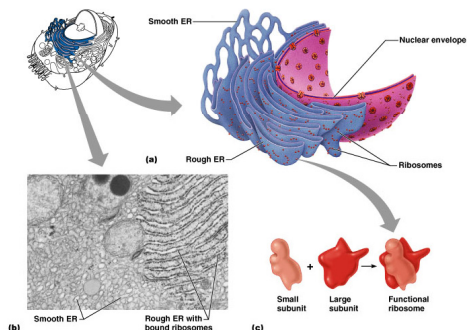 Smooth ER
Nuclear envelope
(a)
Rough ER
Ribosomes
Smooth ER
Rough ER with
bound ribosomes
(b)
+
Small
subunit
Large
subunit
Functional
ribosome
(c)